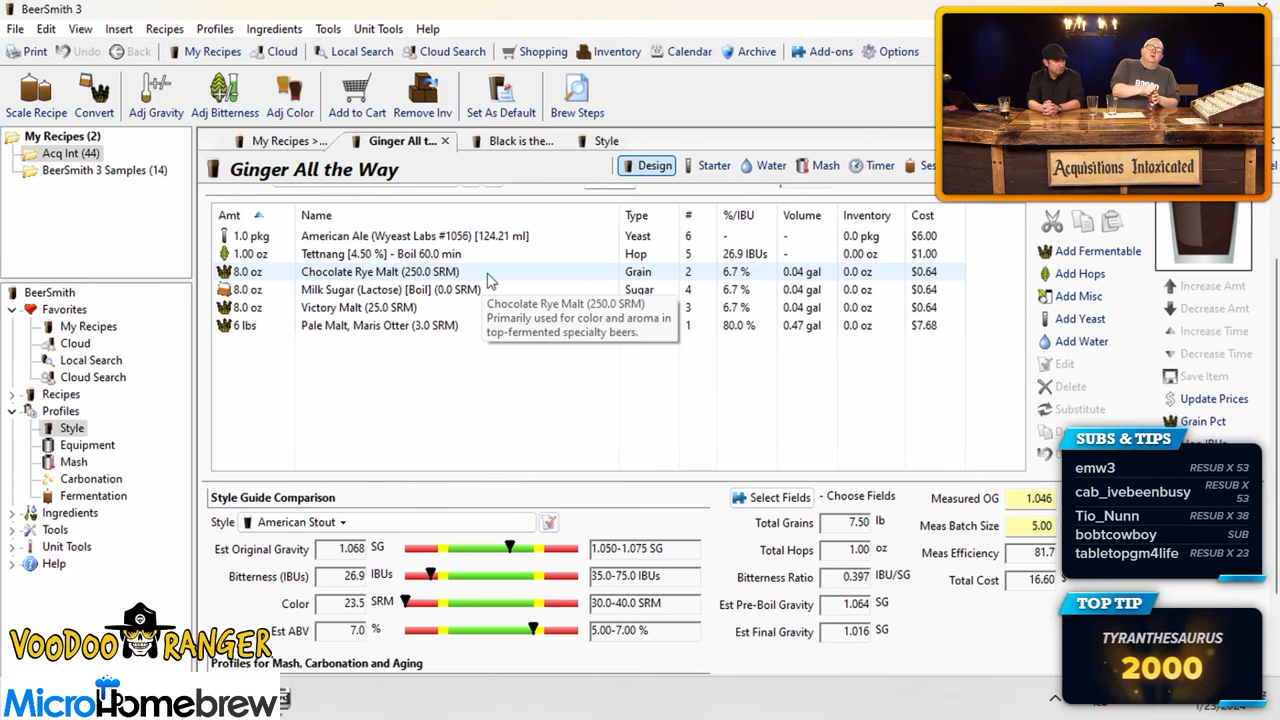 BeerSmith 3
File Edit View Insert Recipes Profiles Ingredients Tools Unit Tools Help
Print Undo Back My Recipes Cloud Local Search Cloud Search Shopping Inventory Calendar Archive Add-ons Options
Scale Recipe Convert Adj Gravity Adj Bitterness Adj Color Add to Cart Remove Inv Set As Default Brew Steps
My Recipes (2)
Acq Int (44)
BeerSmith 3 Samples (14)
My Recipes >... Ginger All t... Black is the... Style
Ginger All the Way
Design Starter Water Mash Timer Ses
Amt Name Type # %/IBU Volume Inventory Cost
1.0 pkg American Ale (Wyeast Labs #1056) [124.21 ml] Yeast 6 - - 0.0 pkg $6.00
1.00 oz Tettnang [4.50 %] - Boil 60.0 min Hop 5 26.9 IBUs - 0.0 oz $1.00
8.0 oz Chocolate Rye Malt (250.0 SRM) Grain 2 6.7 % 0.04 gal 0.0 oz $0.64
8.0 oz Milk Sugar (Lactose) [Boil] (0.0 SRM) Sugar 4 6.7 % 0.04 gal 0.0 oz $0.64
8.0 oz Victory Malt (25.0 SRM) 3 6.7 % 0.04 gal 0.0 oz $0.64
6 lbs Pale Malt, Maris Otter (3.0 SRM) 1 80.0 % 0.47 gal 0.0 oz $7.68
Chocolate Rye Malt (250.0 SRM)
Primarily used for color and aroma in
top-fermented specialty beers.
Add Fermentable
Add Hops
Add Misc
Add Yeast
Add Water
Edit
Delete
Substitute
Increase Amt
Decrease Amt
Increase Time
Decrease Time
Save Item
Update Prices
Grain Pct
BeerSmith
Favorites
My Recipes
Cloud
Local Search
Cloud Search
Recipes
Profiles
Style
Equipment
Mash
Carbonation
Fermentation
Ingredients
Tools
Unit Tools
Help
Style Guide Comparison
Style American Stout
Est Original Gravity 1.068 SG 1.050-1.075 SG
Bitterness (IBUs) 26.9 IBUs 35.0-75.0 IBUs
Color 23.5 SRM 30.0-40.0 SRM
Est ABV 7.0 % 5.00-7.00 %
Profiles for Mash, Carbonation and Aging
Select Fields - Choose Fields
Total Grains 7.50 lb
Total Hops 1.00 oz
Bitterness Ratio 0.397 IBU/SG
Est Pre-Boil Gravity 1.064 SG
Est Final Gravity 1.016 SG
Measured OG 1.046
Meas Batch Size 5.00
Meas Efficiency 81.7
Total Cost 16.60
Acquisitions Intoxicated
SUBS & TIPS
emw3 RESUB X 53
cab_ivebeenbusy RESUB X 53
Tio_Nunn RESUB X 38
bobtcowboy SUB
tabletopgm4life RESUB X 23
TOP TIP
TYRANTHESAURUS
2000
VOODOO RANGER
MicroHomebrew